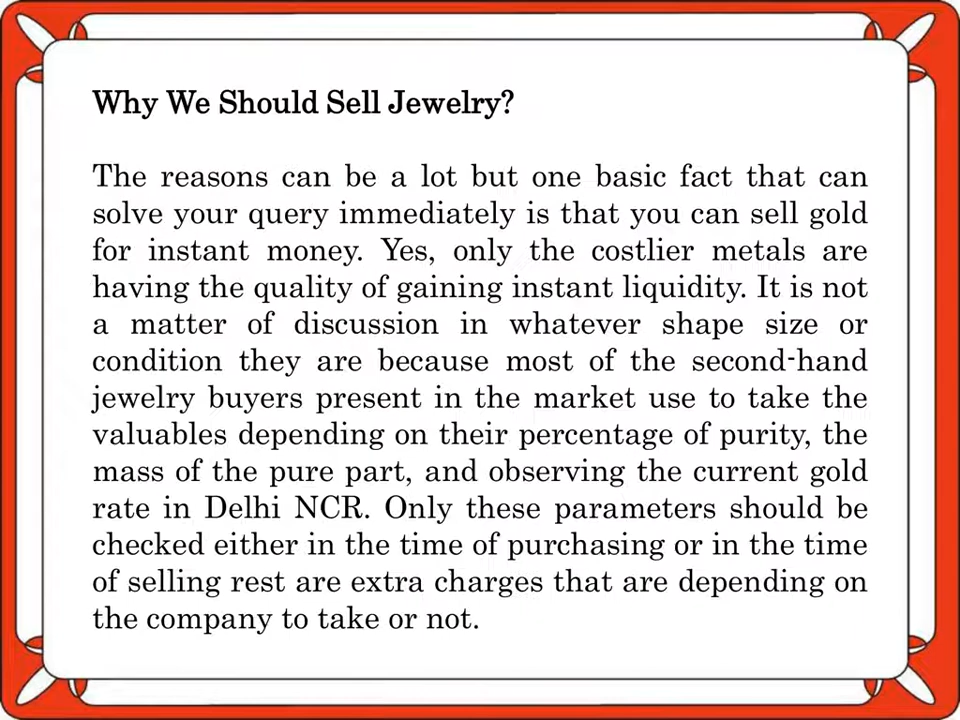 Why We Should Sell Jewelry?
The reasons can be a lot but one basic fact that can
solve your query immediately is that you can sell gold
for instant money. Yes, only the costlier metals are
having the quality of gaining instant liquidity. It is not
a matter of discussion in whatever shape size or
condition they are because most of the second-hand
jewelry buyers present in the market use to take the
valuables depending on their percentage of purity, the
mass of the pure part, and observing the current gold
rate in Delhi NCR. Only these parameters should be
checked either in the time of purchasing or in the time
of selling rest are extra charges that are depending on
the company to take or not.